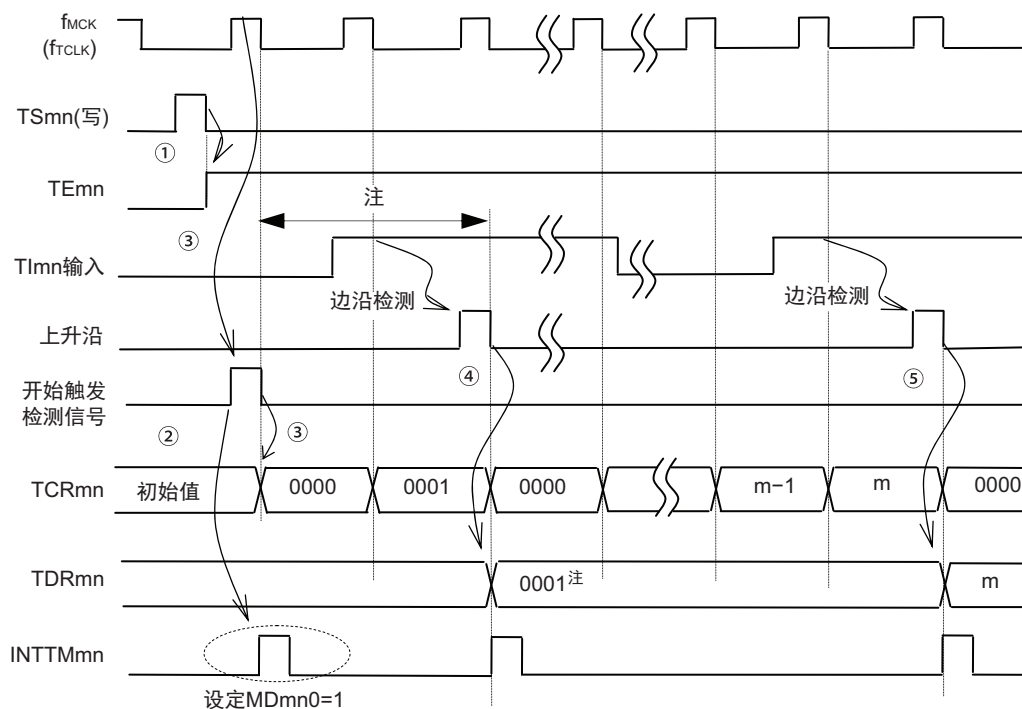 fMCK
(fTCLK)
TSmn(写)
①
TEmn
注
③
TImn输入
边沿检测
边沿检测
上升沿
④
⑤
开始触发
检测信号
②
③
TCRmn
初始值
0000
0001
0000
m−1
m
0000
TDRmn
0001注
m
INTTMmn
设定MDmn0=1